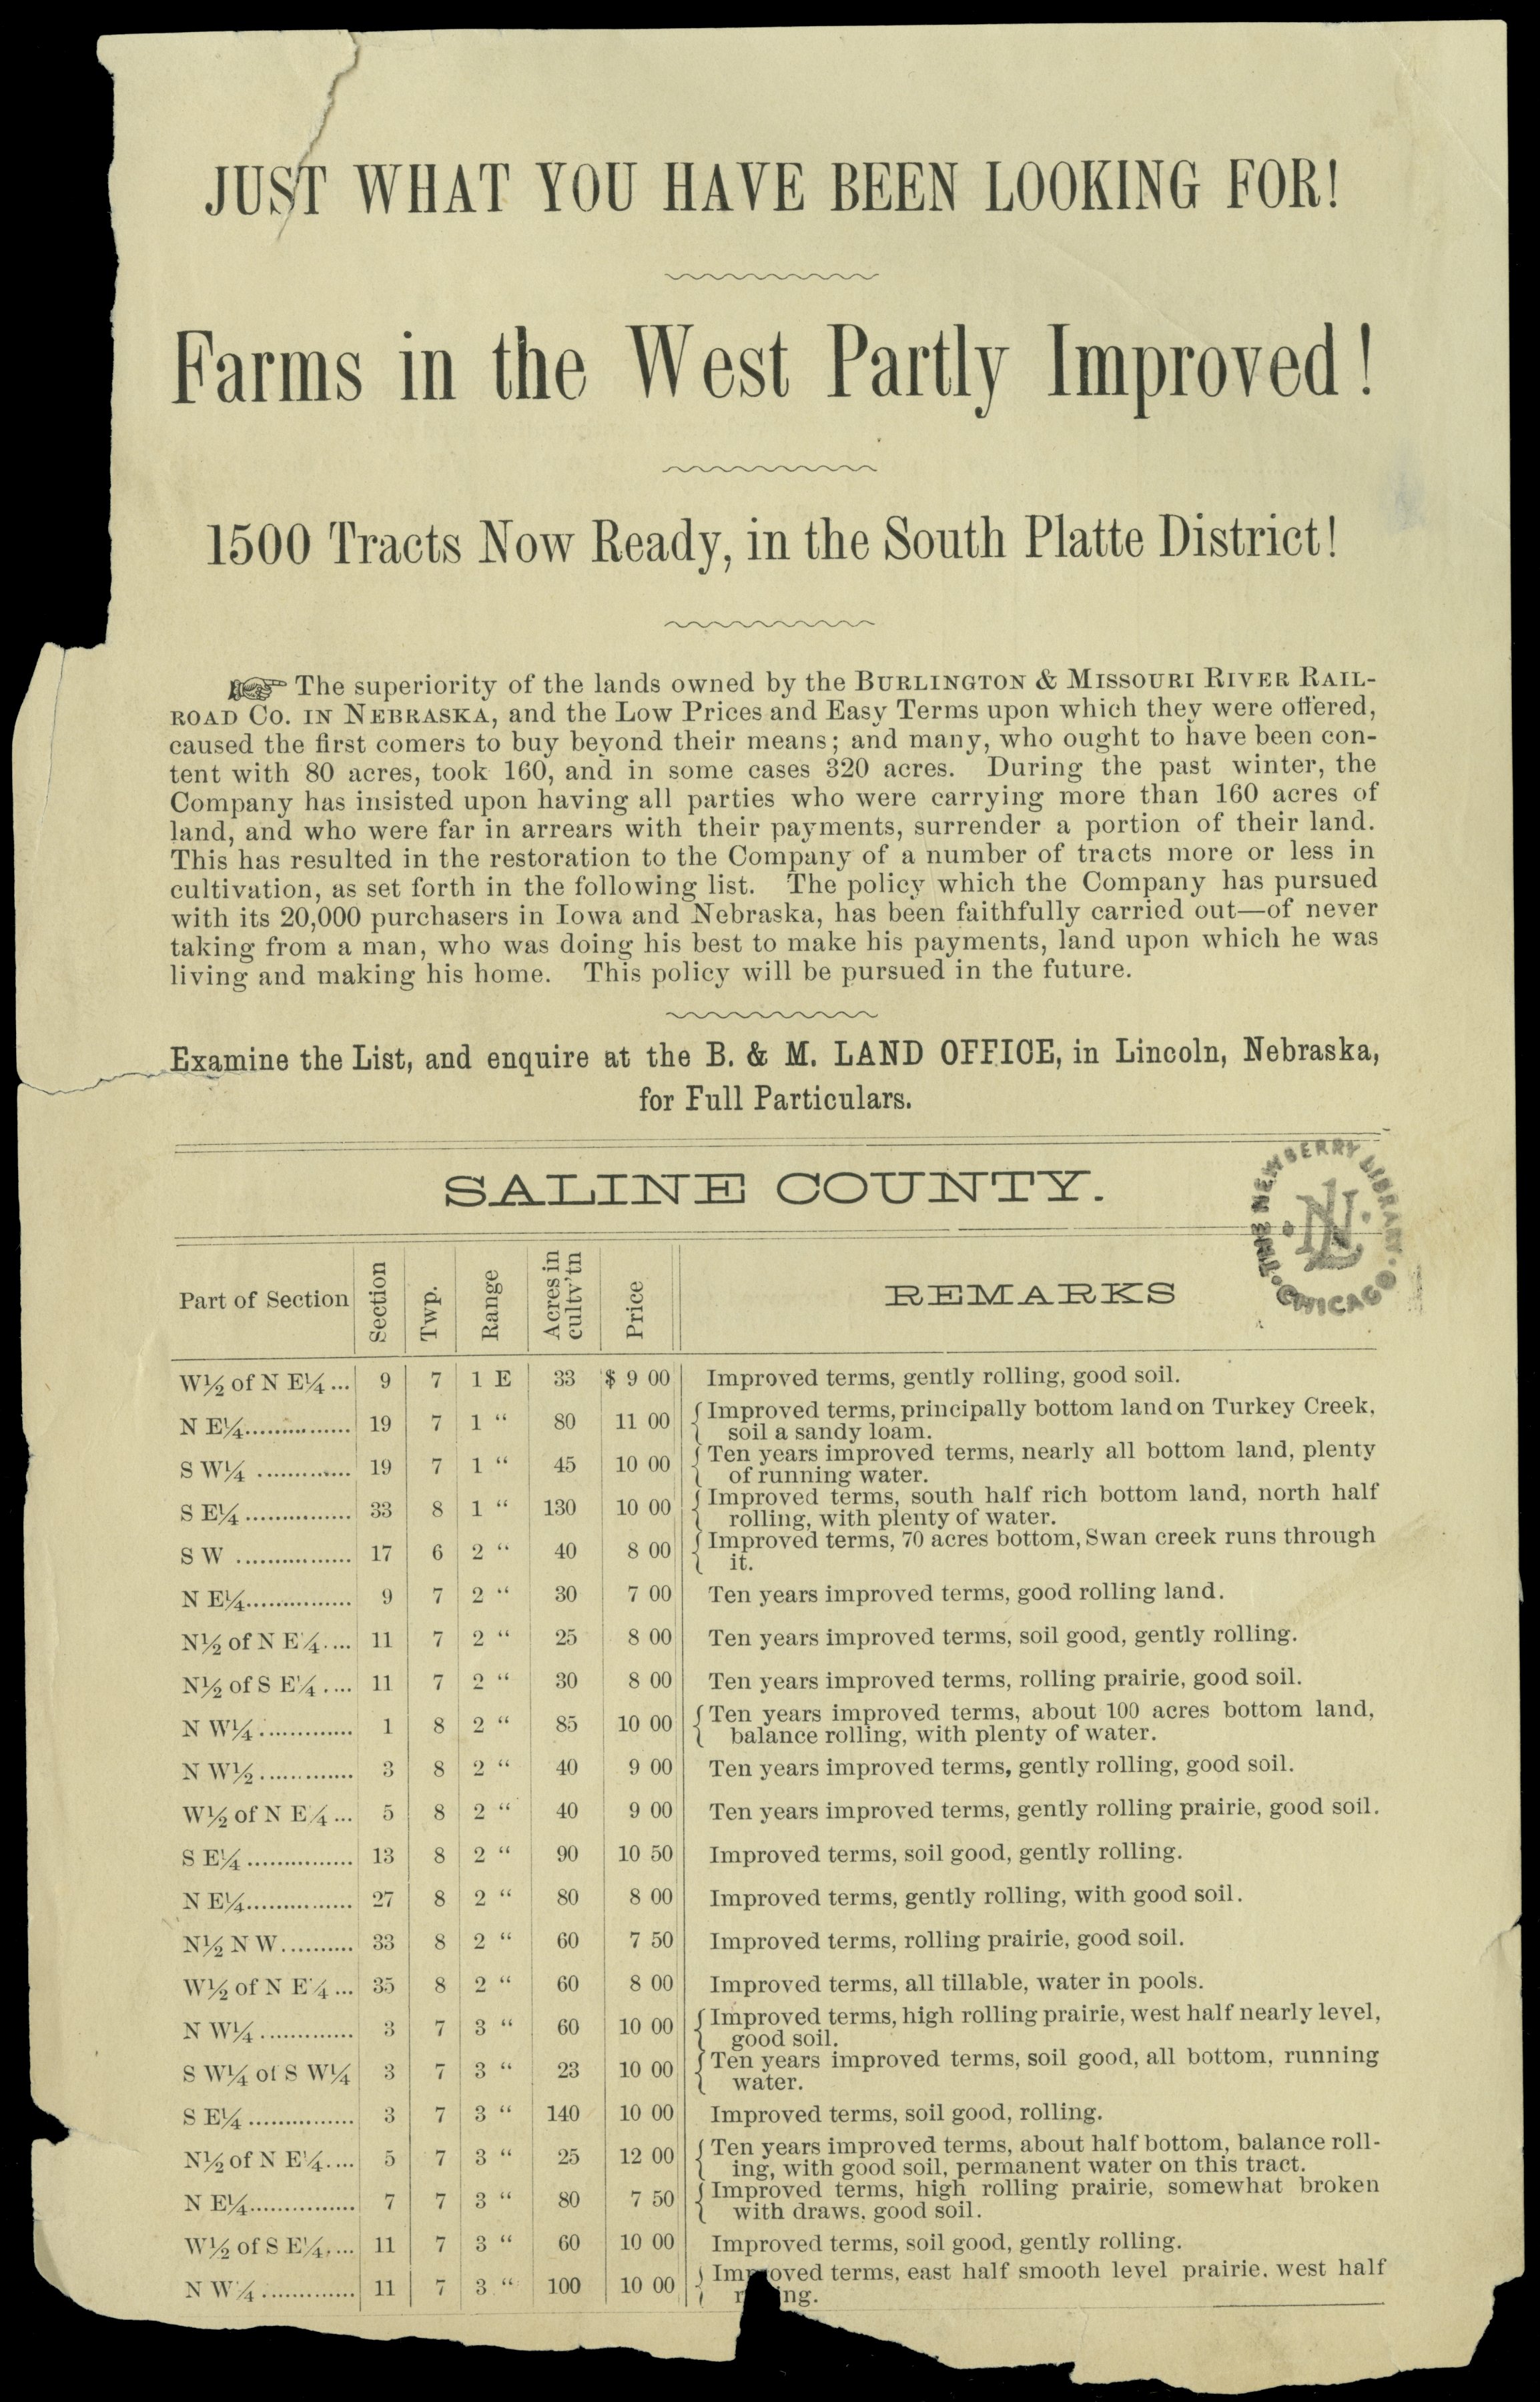 JUST WHAT YOU HAVE BEEN LOOKING FOR!
Farms in the West Partly Improved!
1500 Tracts Now Ready, in the South Platte District!
The superiority of the lands owned by the BURLINGTON & MISSOURI RIVER RAIL-
ROAD CO. IN NEBRASKA, and the Low Prices and Easy Terms upon which they were offered,
caused the first comers to buy beyond their means; and many, who ought to have been con-
tent with 80 acres, took 160, and in some cases 320 acres. During the past winter, the
Company has insisted upon having all parties who were carrying more than 160 acres of
land, and who were far in arrears with their payments, surrender a portion of their land.
This has resulted in the restoration to the Company of a number of tracts more or less in
cultivation, as set forth in the following list. The policy which the Company has pursued
with its 20,000 purchasers in Iowa and Nebraska, has been faithfully carried out—of never
taking from a man, who was doing his best to make his payments, land upon which he was
living and making his home. This policy will be pursued in the future.
Examine the List, and enquire at the B. & M. LAND OFFICE, in Lincoln, Nebraska,
for Full Particulars.
SALINE COUNTY.
THE NEWBERRY LIBRARY CHICAGO
NL
Part of Section Section Twp. Range Acres in cultv'tn Price REMARKS
W½ of N E¼... 9 7 1 E 33 $ 9 00 Improved terms, gently rolling, good soil.
N E¼............... 19 7 1 “ 80 11 00 { Improved terms, principally bottom land on Turkey Creek,
soil a sandy loam.
S W¼ ............. 19 7 1 “ 45 10 00 { Ten years improved terms, nearly all bottom land, plenty
of running water.
S E¼ ............... 33 8 1 “ 130 10 00 { Improved terms, south half rich bottom land, north half
rolling, with plenty of water.
S W ................ 17 6 2 “ 40 8 00 { Improved terms, 70 acres bottom, Swan creek runs through
it.
N E¼............... 9 7 2 “ 30 7 00 Ten years improved terms, good rolling land.
N½ of N E¼.... 11 7 2 “ 25 8 00 Ten years improved terms, soil good, gently rolling.
N½ of S E¼.... 11 7 2 “ 30 8 00 Ten years improved terms, rolling prairie, good soil.
N W¼............. 1 8 2 “ 85 10 00 { Ten years improved terms, about 100 acres bottom land,
balance rolling, with plenty of water.
N W½............. 3 8 2 “ 40 9 00 Ten years improved terms, gently rolling, good soil.
W½ of N E¼... 5 8 2 “ 40 9 00 Ten years improved terms, gently rolling prairie, good soil.
S E¼ ............... 13 8 2 “ 90 10 50 Improved terms, soil good, gently rolling.
N E¼............... 27 8 2 “ 80 8 00 Improved terms, gently rolling, with good soil.
N½ N W.......... 33 8 2 “ 60 7 50 Improved terms, rolling prairie, good soil.
W½ of N E¼... 35 8 2 “ 60 8 00 Improved terms, all tillable, water in pools.
N W¼............. 3 7 3 “ 60 10 00 { Improved terms, high rolling prairie, west half nearly level,
good soil.
S W¼ of S W¼ 3 7 3 “ 23 10 00 { Ten years improved terms, soil good, all bottom, running
water.
S E¼ ............... 3 7 3 “ 140 10 00 Improved terms, soil good, rolling.
N½ of N E¼.... 5 7 3 “ 25 12 00 { Ten years improved terms, about half bottom, balance roll-
ing, with good soil, permanent water on this tract.
N E¼............... 7 7 3 “ 80 7 50 { Improved terms, high rolling prairie, somewhat broken
with draws, good soil.
W½ of S E¼.... 11 7 3 “ 60 10 00 Improved terms, soil good, gently rolling.
N W¼ ............. 11 7 3 “ 100 10 00 { Improved terms, east half smooth level prairie, west half